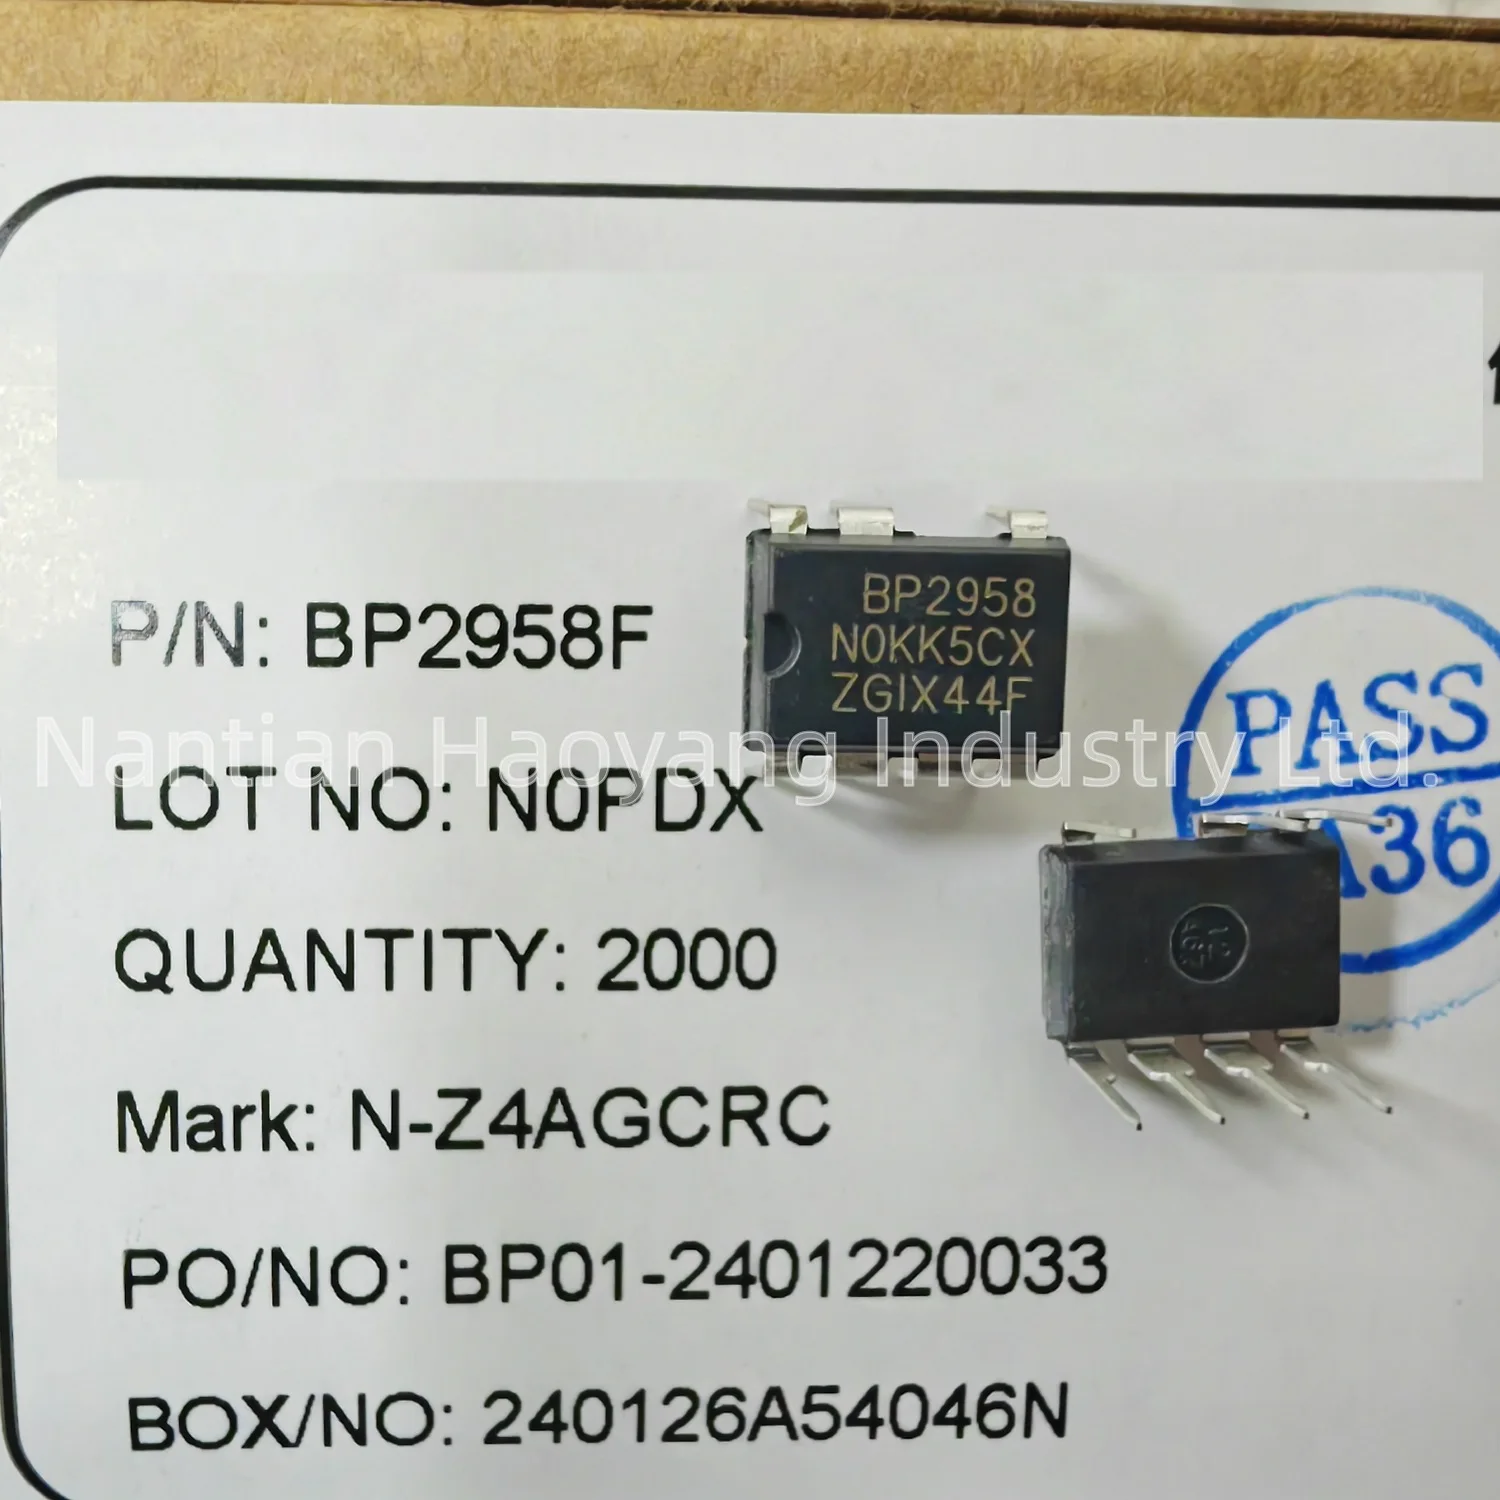 BP2958
N0KK5CX
ZGIX44F
P/N: BP2958F
Nantian Haoyang Industry Ltd.
LOT NO: N0PDX
QUANTITY: 2000
Mark: N-Z4AGCRC
PO/NO: BP01-2401220033
BOX/NO: 240126A54046N
PASS
A36